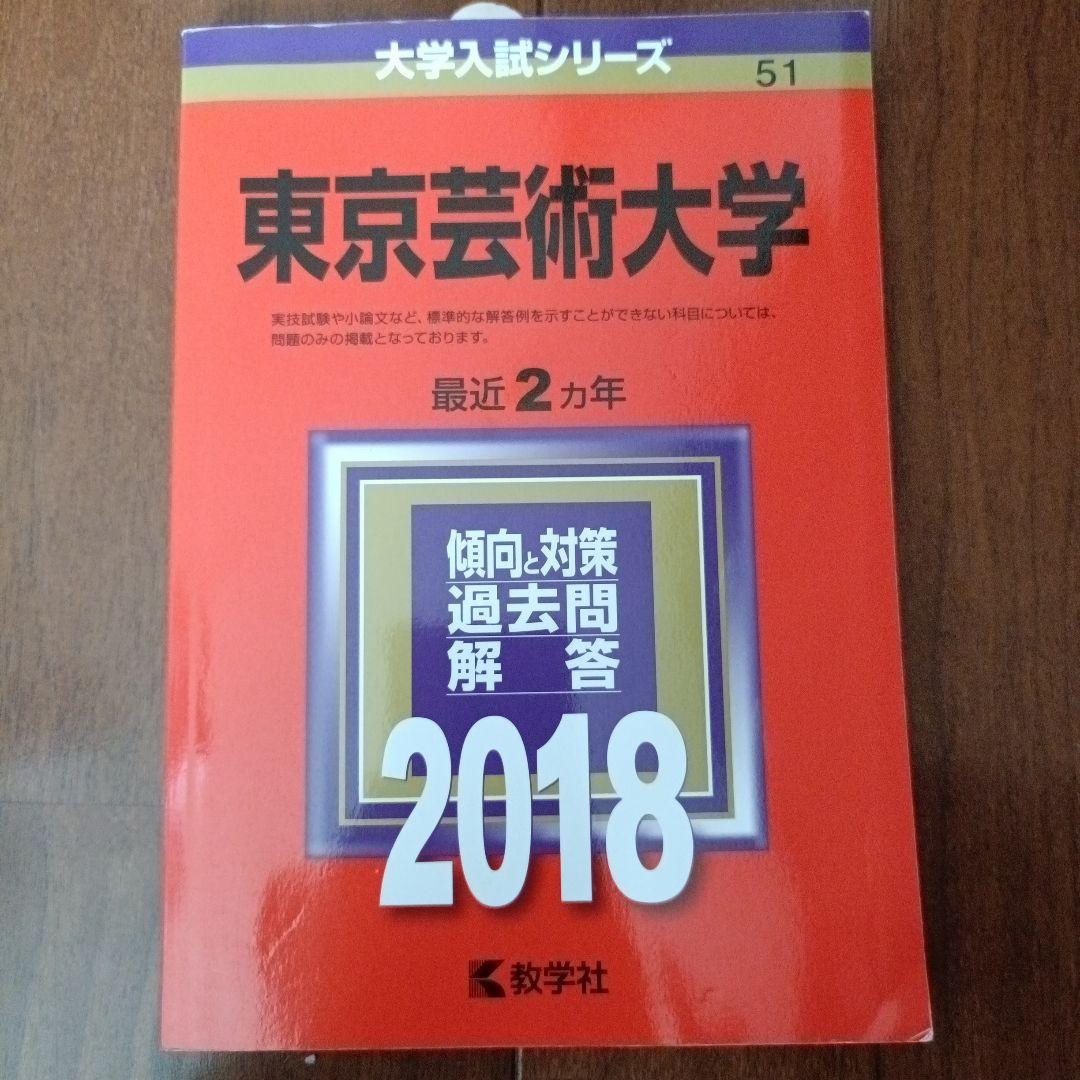 大学入試シリーズ
51
東京芸術大学
実技試験や小論文など、標準的な解答例を示すことができない科目については、
問題のみの掲載となっております。
最近2カ年
傾向と対策
過去問
解答
2018
教学社